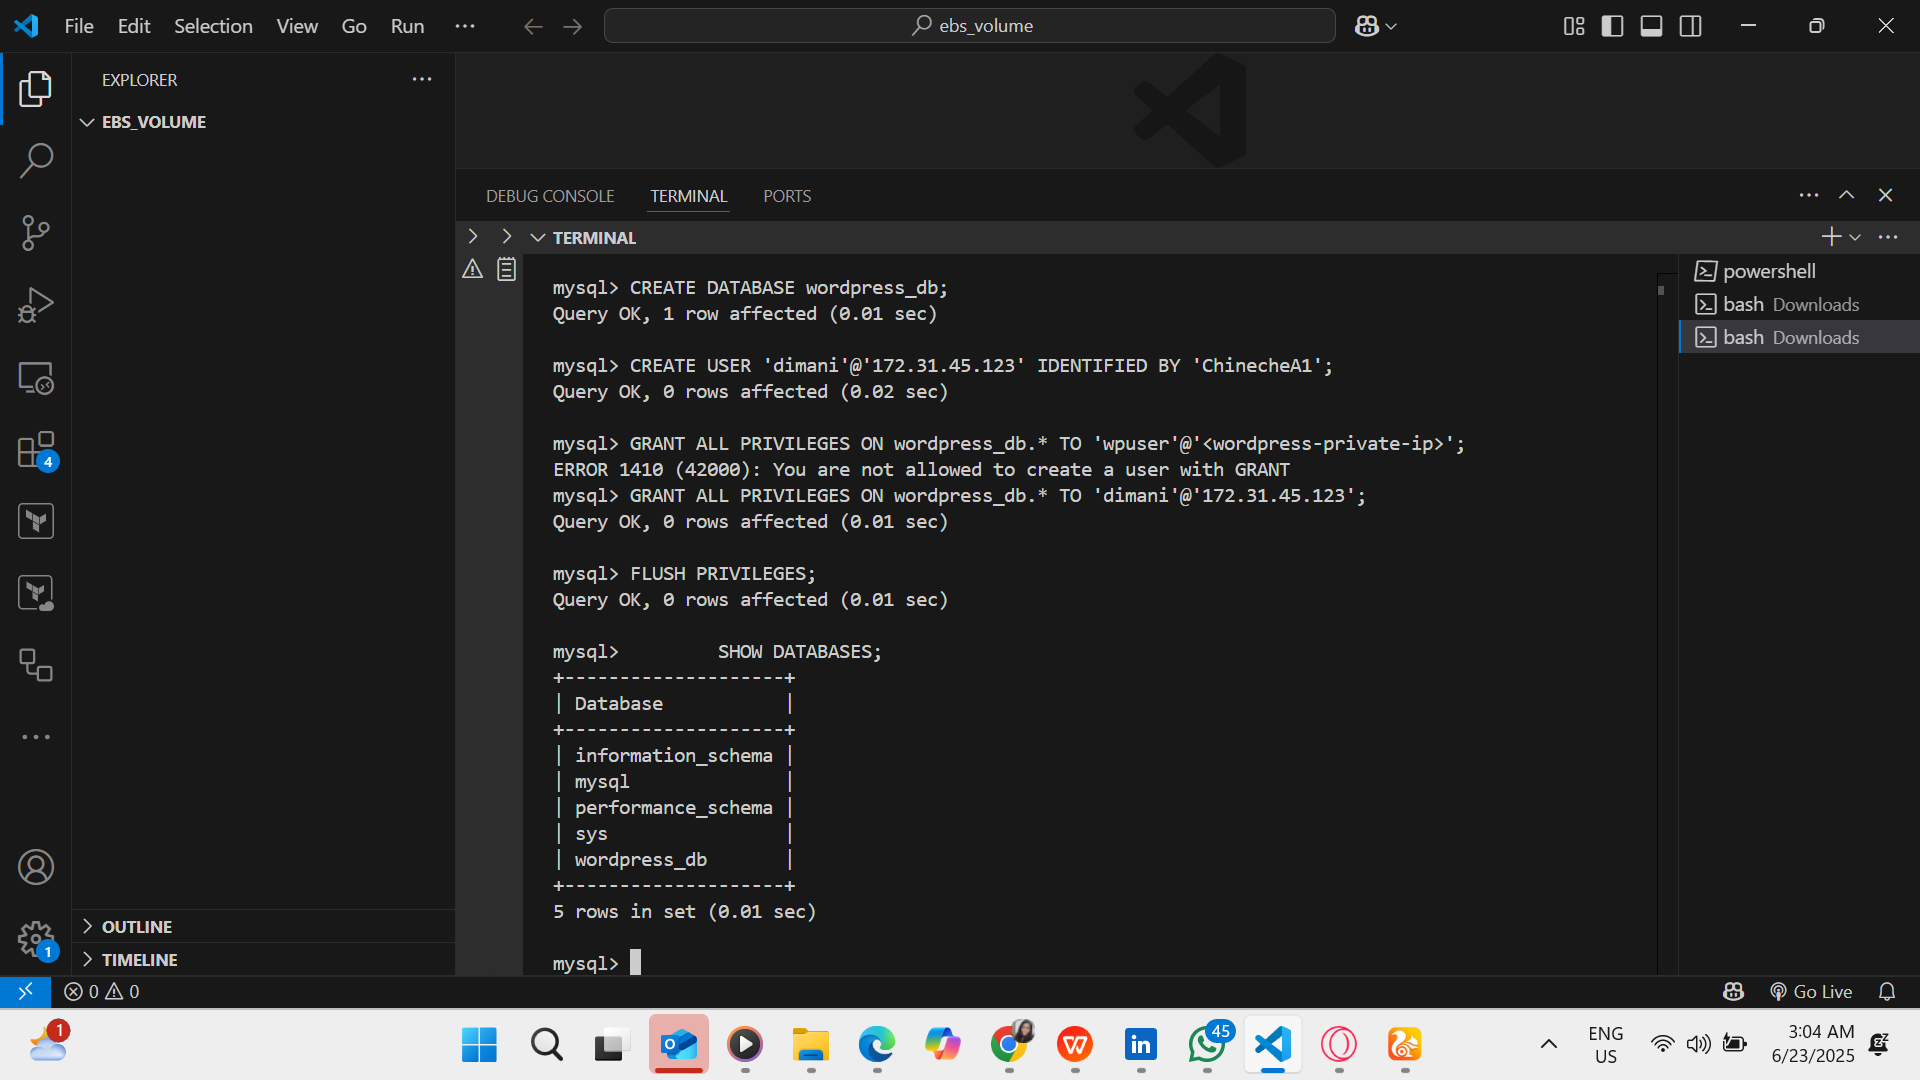 File Edit Selection View Go Run ···
ebs_volume
EXPLORER
EBS_VOLUME
DEBUG CONSOLE TERMINAL PORTS
TERMINAL
powershell
bash Downloads
bash Downloads
mysql> CREATE DATABASE wordpress_db;
Query OK, 1 row affected (0.01 sec)
mysql> CREATE USER 'dimani'@'172.31.45.123' IDENTIFIED BY 'ChinecheA1';
Query OK, 0 rows affected (0.02 sec)
mysql> GRANT ALL PRIVILEGES ON wordpress_db.* TO 'wpuser'@'<wordpress-private-ip>';
ERROR 1410 (42000): You are not allowed to create a user with GRANT
mysql> GRANT ALL PRIVILEGES ON wordpress_db.* TO 'dimani'@'172.31.45.123';
Query OK, 0 rows affected (0.01 sec)
mysql> FLUSH PRIVILEGES;
Query OK, 0 rows affected (0.01 sec)
mysql>         SHOW DATABASES;
+--------------------+
| Database           |
+--------------------+
| information_schema |
| mysql              |
| performance_schema |
| sys                |
| wordpress_db       |
+--------------------+
5 rows in set (0.01 sec)
mysql>
4
1
OUTLINE
TIMELINE
0 0
Go Live
1
45
ENG
US
3:04 AM
6/23/2025